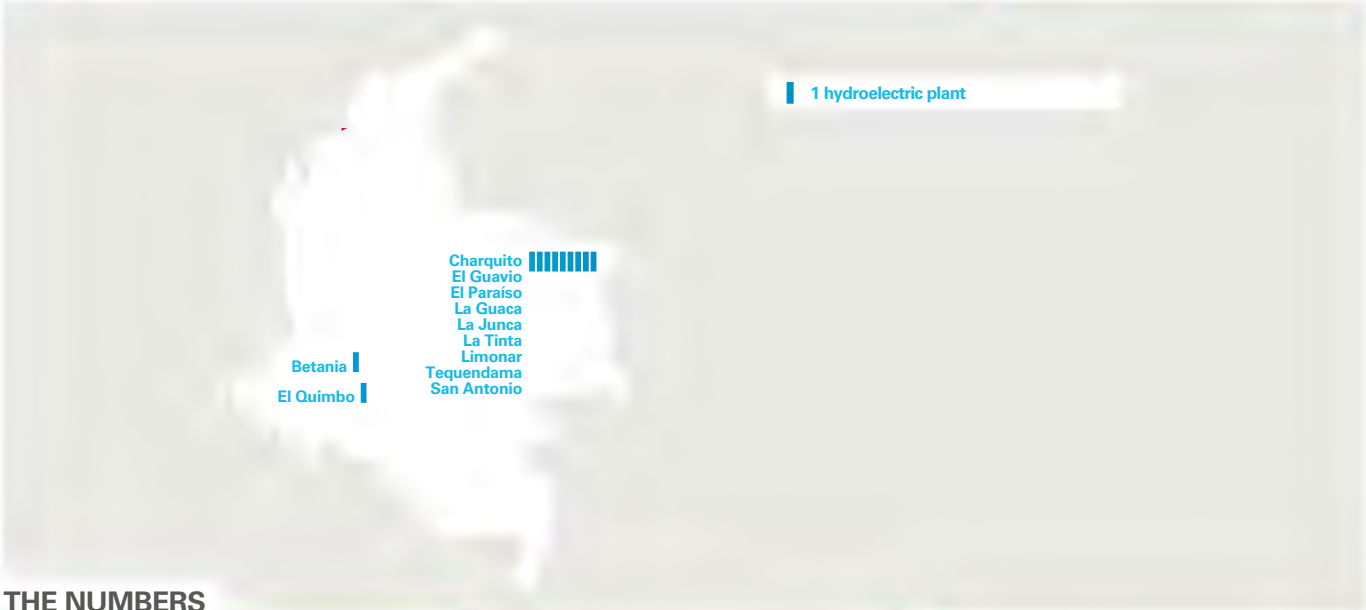 1 hydroelectric plant
Charquito
El Guavio
El Paraíso
La Guaca
La Junca
La Tinta
Limonar
Tequendama
San Antonio
Betania
El Quimbo
THE NUMBERS